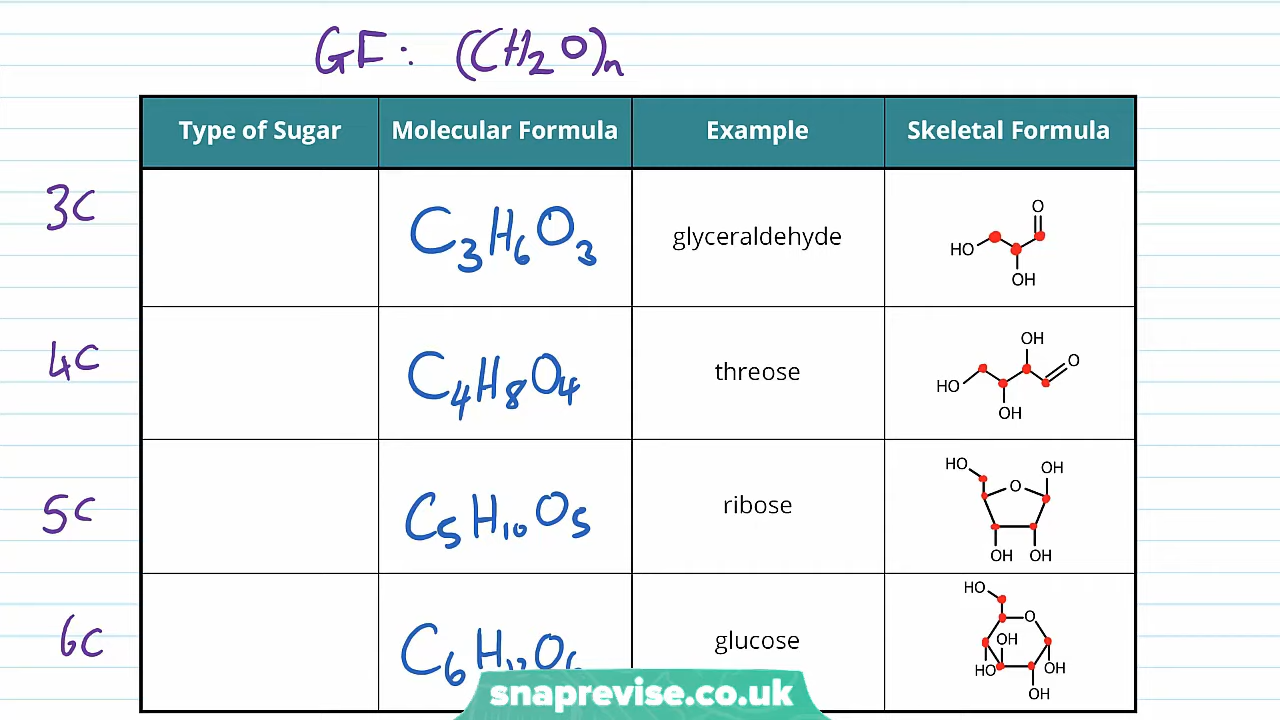 GF: (CH₂O)ₙ
Type of Sugar Molecular Formula Example Skeletal Formula
3C C₃H₆O₃ glyceraldehyde
O
HO
OH
4C C₄H₈O₄ threose
OH
O
HO
OH
5C C₅H₁₀O₅ ribose
HO OH
O
OH OH
6C C₆H₁₂O₆ glucose
HO
O
OH
HO OH
OH
snaprevise.co.uk